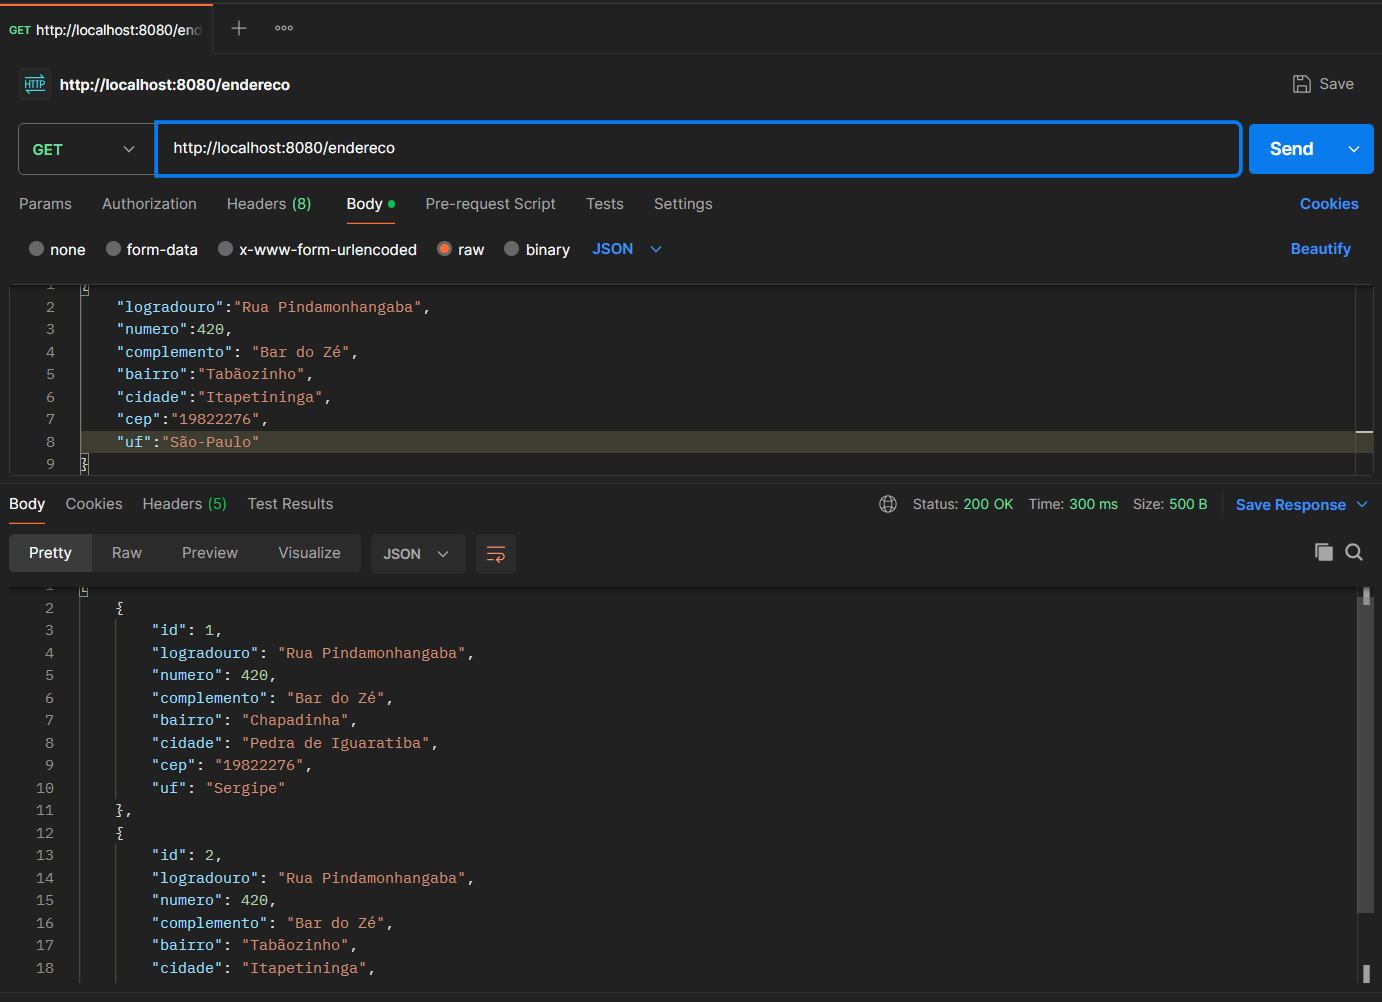 GET http://localhost:8080/end
HTTP http://localhost:8080/endereco
Save
GET
http://localhost:8080/endereco
Send
Params Authorization Headers (8) Body Pre-request Script Tests Settings Cookies
none form-data x-www-form-urlencoded raw binary JSON Beautify
1 {
2 "logradouro":"Rua Pindamonhangaba",
3 "numero":420,
4 "complemento": "Bar do Zé",
5 "bairro":"Tabãozinho",
6 "cidade":"Itapetininga",
7 "cep":"19822276",
8 "uf":"São-Paulo"
9 }
Body Cookies Headers (5) Test Results Status: 200 OK Time: 300 ms Size: 500 B Save Response
Pretty Raw Preview Visualize JSON
1 [
2 {
3 "id": 1,
4 "logradouro": "Rua Pindamonhangaba",
5 "numero": 420,
6 "complemento": "Bar do Zé",
7 "bairro": "Chapadinha",
8 "cidade": "Pedra de Iguaratiba",
9 "cep": "19822276",
10 "uf": "Sergipe"
11 },
12 {
13 "id": 2,
14 "logradouro": "Rua Pindamonhangaba",
15 "numero": 420,
16 "complemento": "Bar do Zé",
17 "bairro": "Tabãozinho",
18 "cidade": "Itapetininga",